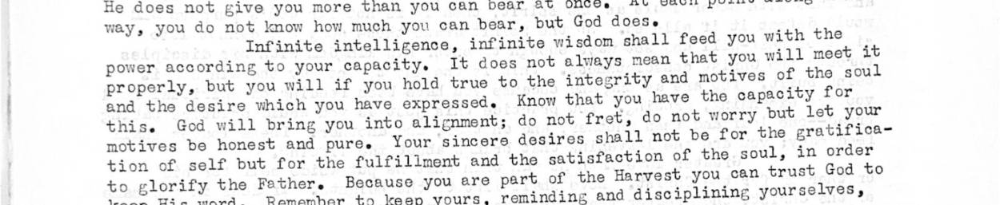 He does not give you more than you can bear at once. At each point along
way, you do not know how much you can bear, but God does.
Infinite intelligence, infinite wisdom shall feed you with the
power according to your capacity. It does not always mean that you will meet it
properly, but you will if you hold true to the integrity and motives of the soul
and the desire which you have expressed. Know that you have the capacity for
this. God will bring you into alignment; do not fret, do not worry but let your
motives be honest and pure. Your sincere desires shall not be for the gratifica-
tion of self but for the fulfillment and the satisfaction of the soul, in order
to glorify the Father. Because you are part of the Harvest you can trust God to
keep His word. Remember to keep yours, reminding and disciplining yourselves,